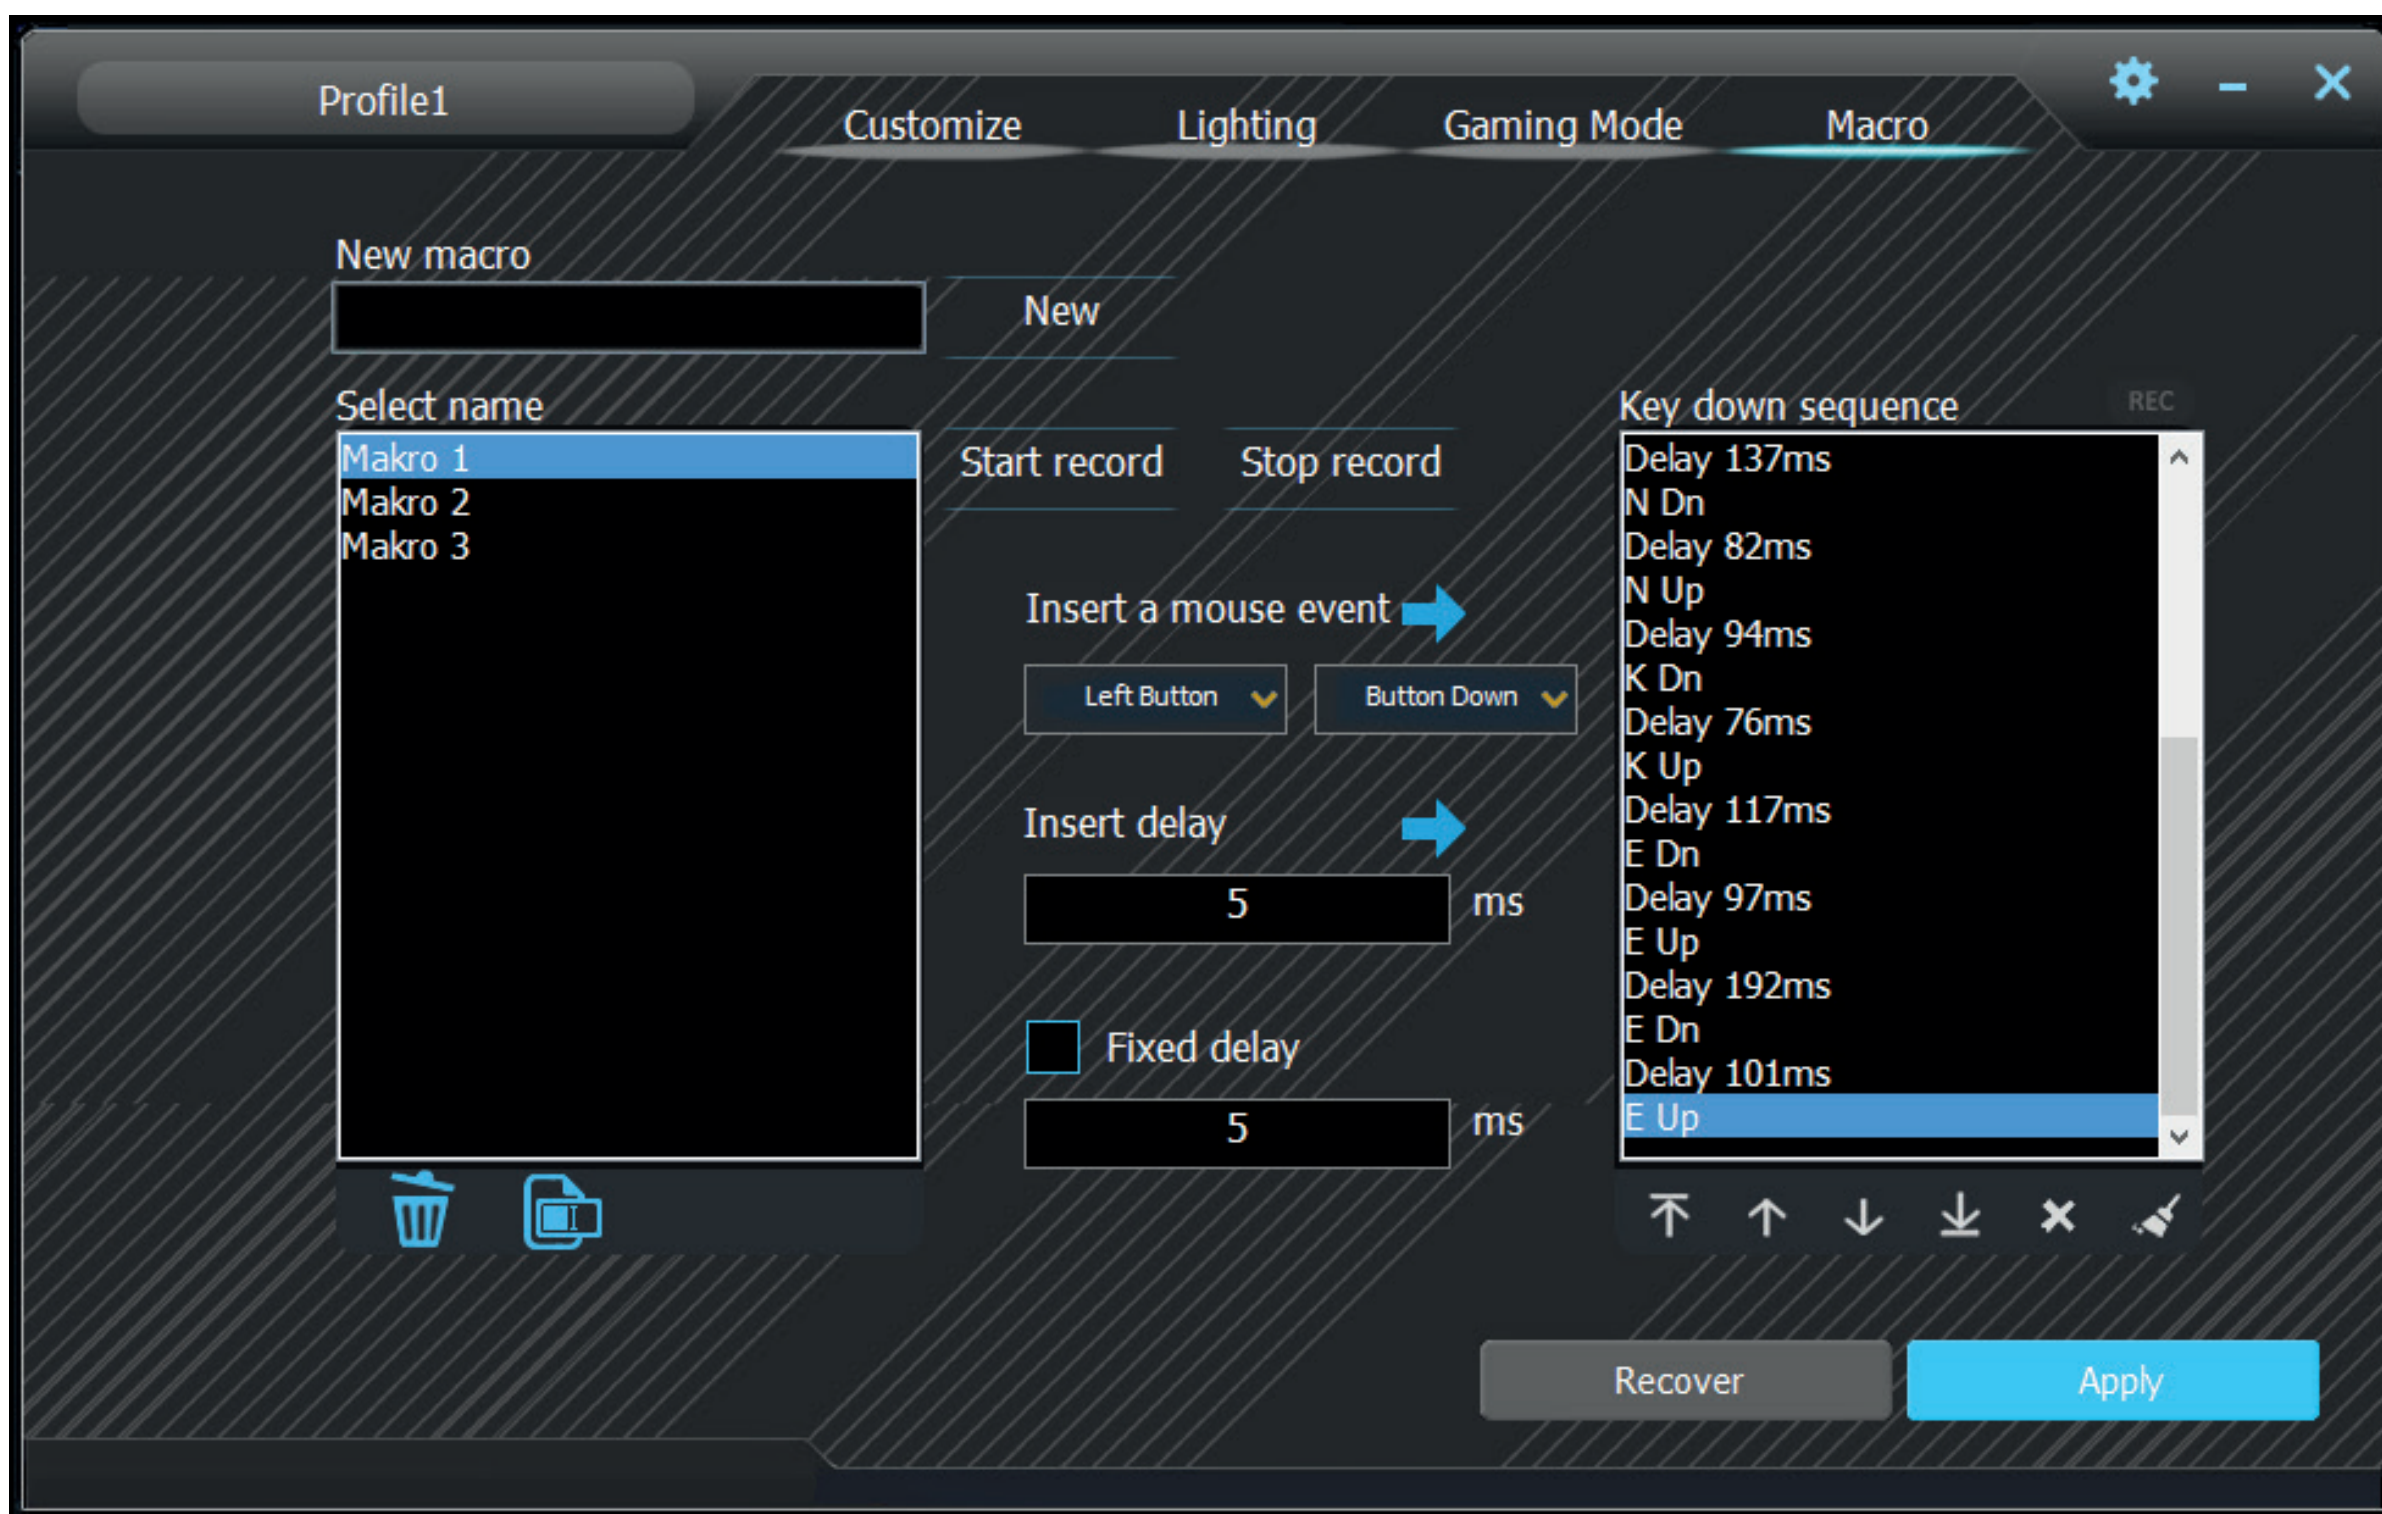 Profile1
Customize
Lighting
Gaming Mode
Macro
New macro
New
Select name
Makro 1
Makro 2
Makro 3
Start record
Stop record
Insert a mouse event
Left Button
Button Down
Insert delay
5
ms
Fixed delay
5
ms
Key down sequence
REC
Delay 137ms
N Dn
Delay 82ms
N Up
Delay 94ms
K Dn
Delay 76ms
K Up
Delay 117ms
E Dn
Delay 97ms
E Up
Delay 192ms
E Dn
Delay 101ms
E Up
Recover
Apply